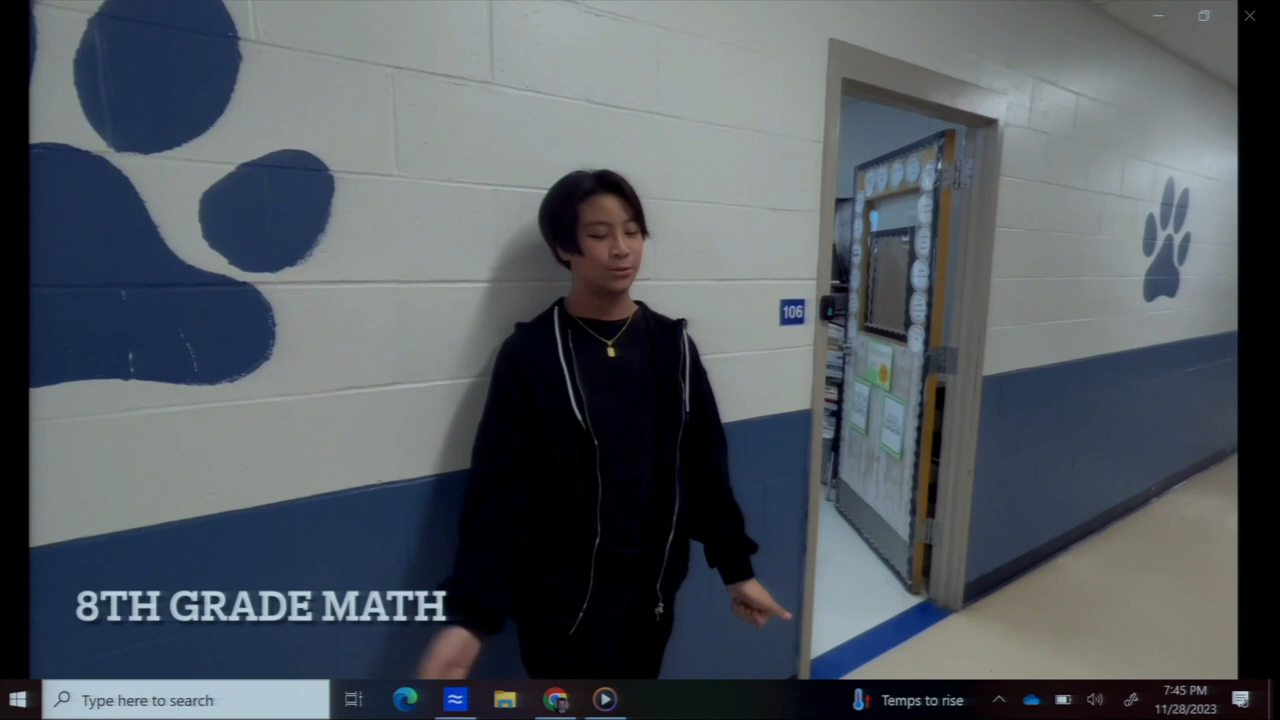 106
8TH GRADE MATH
Type here to search
Temps to rise
7:45 PM
11/28/2023